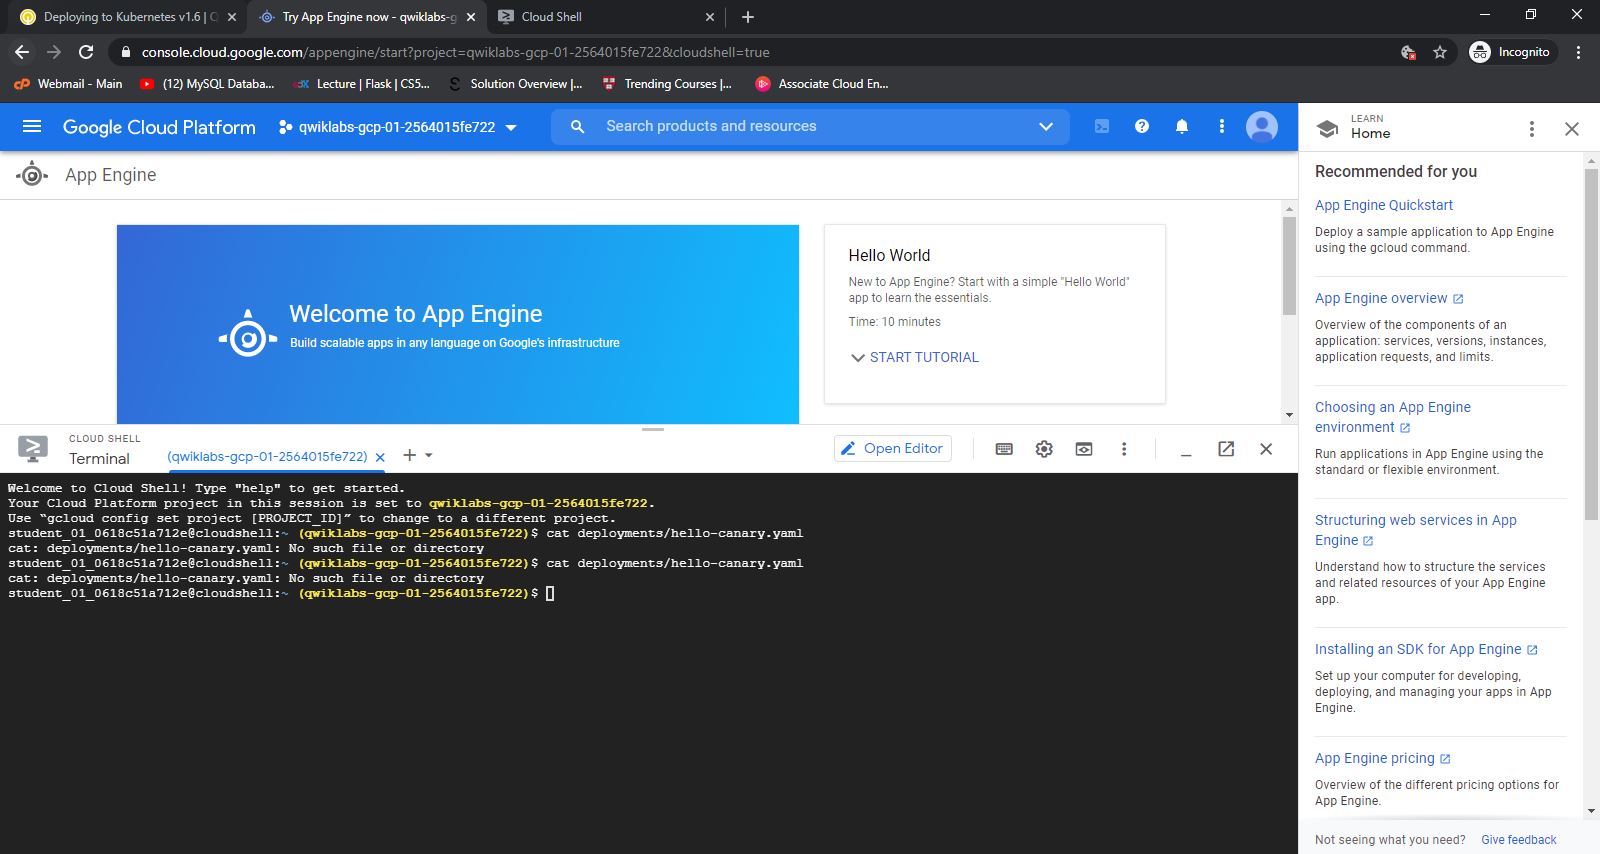 Deploying to Kubernetes v1.6 |
Try App Engine now - qwiklabs-g
Cloud Shell
console.cloud.google.com/appengine/start?project=qwiklabs-gcp-01-2564015fe722&cloudshell=true
Incognito
Webmail - Main
(12) MySQL Databa...
Lecture | Flask | CS5...
Solution Overview |...
Trending Courses |...
Associate Cloud En...
Google Cloud Platform
qwiklabs-gcp-01-2564015fe722
Search products and resources
App Engine
Welcome to App Engine
Build scalable apps in any language on Google's infrastructure
Hello World
New to App Engine? Start with a simple "Hello World"
app to learn the essentials.
Time: 10 minutes
START TUTORIAL
CLOUD SHELL
Terminal
(qwiklabs-gcp-01-2564015fe722)
Open Editor
Welcome to Cloud Shell! Type "help" to get started.
Your Cloud Platform project in this session is set to qwiklabs-gcp-01-2564015fe722.
Use “gcloud config set project [PROJECT_ID]” to change to a different project.
student_01_0618c51a712e@cloudshell:~ (qwiklabs-gcp-01-2564015fe722)$ cat deployments/hello-canary.yaml
cat: deployments/hello-canary.yaml: No such file or directory
student_01_0618c51a712e@cloudshell:~ (qwiklabs-gcp-01-2564015fe722)$ cat deployments/hello-canary.yaml
cat: deployments/hello-canary.yaml: No such file or directory
student_01_0618c51a712e@cloudshell:~ (qwiklabs-gcp-01-2564015fe722)$
LEARN
Home
Recommended for you
App Engine Quickstart
Deploy a sample application to App Engine
using the gcloud command.
App Engine overview
Overview of the components of an
application: services, versions, instances,
application requests, and limits.
Choosing an App Engine
environment
Run applications in App Engine using the
standard or flexible environment.
Structuring web services in App
Engine
Understand how to structure the services
and related resources of your App Engine
app.
Installing an SDK for App Engine
Set up your computer for developing,
deploying, and managing your apps in App
Engine.
App Engine pricing
Overview of the different pricing options for
App Engine.
Not seeing what you need?
Give feedback